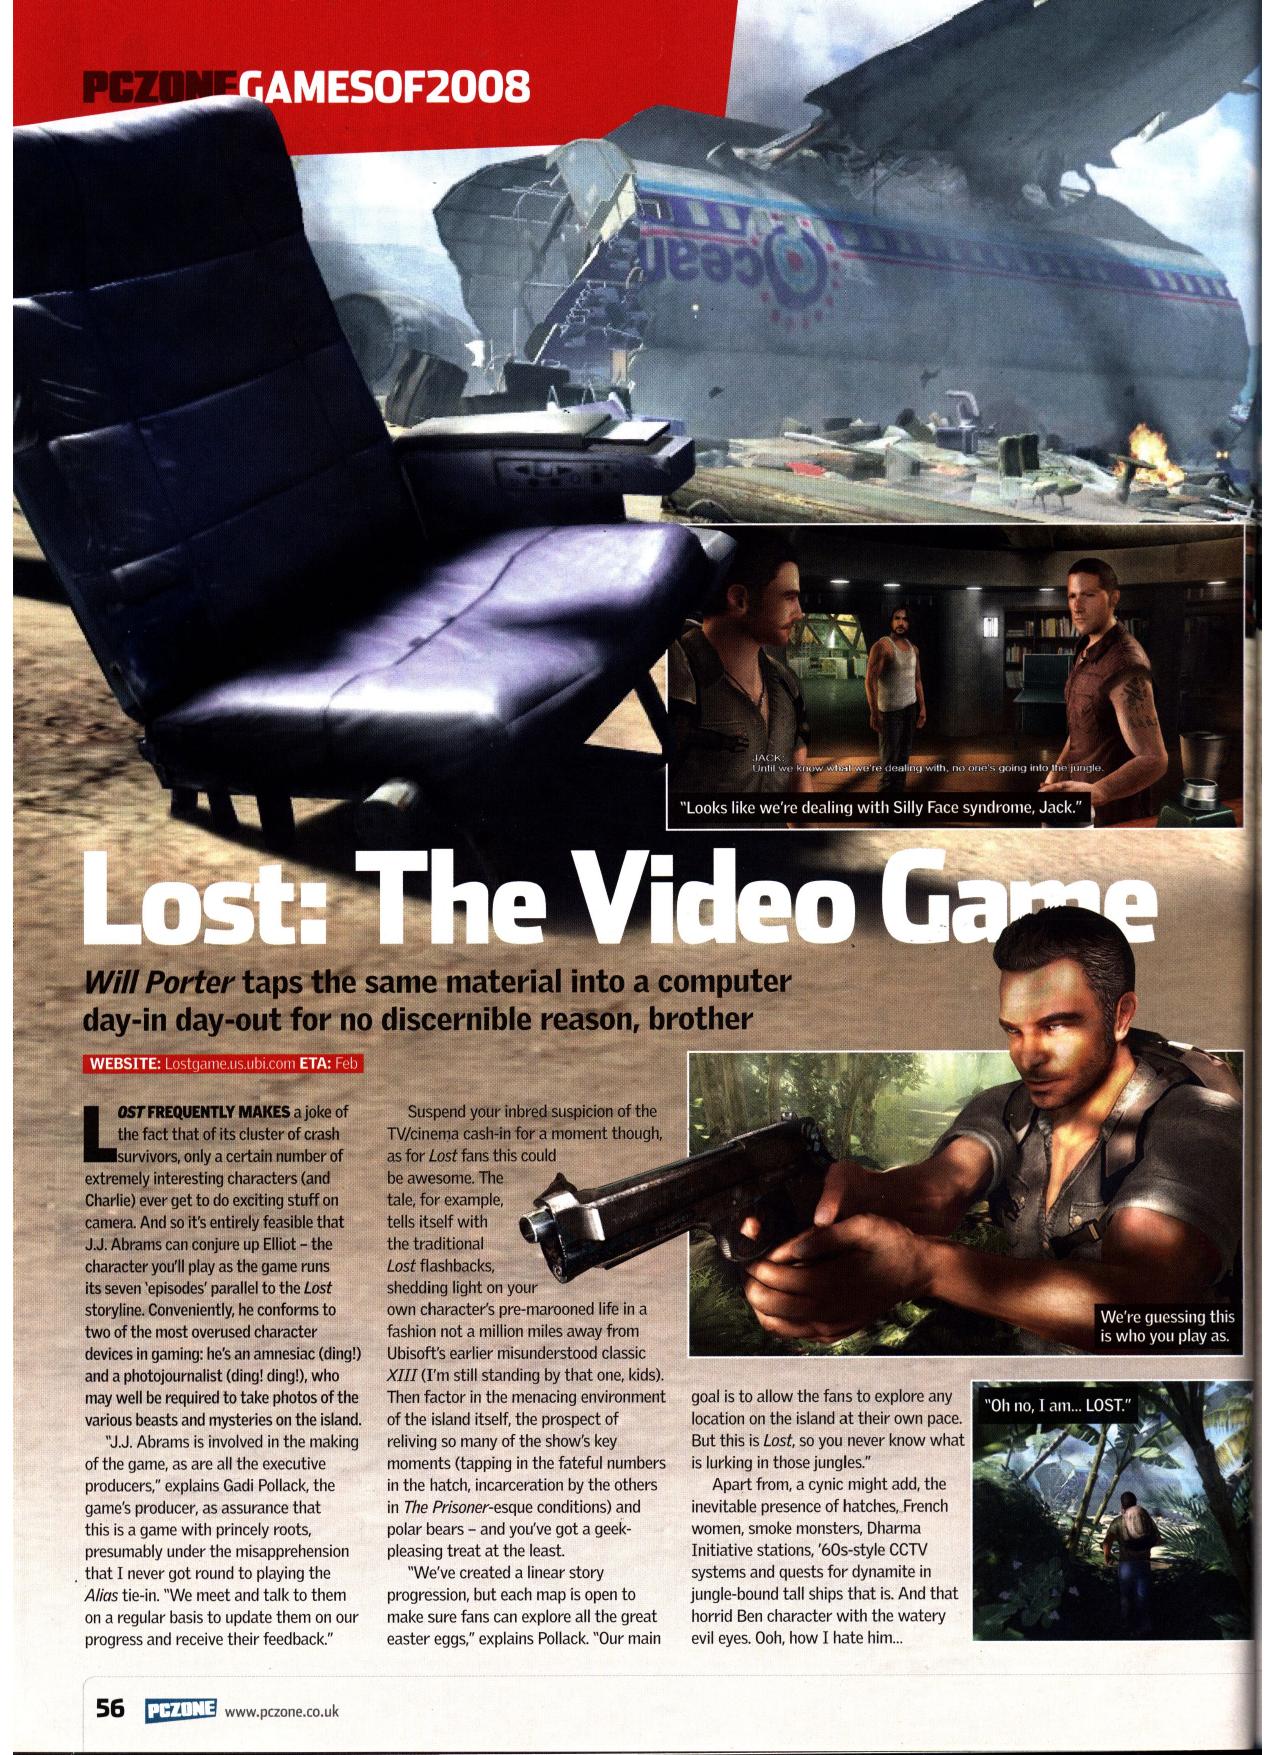 PCZONEGAMESOF2008
Oceanic
JACK:
Until we know what we're dealing with, no one's going into the jungle.
"Looks like we're dealing with Silly Face syndrome, Jack."
Lost: The Video Game
Will Porter taps the same material into a computer
day-in day-out for no discernible reason, brother
WEBSITE: Lostgame.us.ubi.com ETA: Feb
LOST FREQUENTLY MAKES a joke of
the fact that of its cluster of crash
survivors, only a certain number of
extremely interesting characters (and
Charlie) ever get to do exciting stuff on
camera. And so it's entirely feasible that
J.J. Abrams can conjure up Elliot – the
character you'll play as the game runs
its seven 'episodes' parallel to the Lost
storyline. Conveniently, he conforms to
two of the most overused character
devices in gaming: he's an amnesiac (ding!)
and a photojournalist (ding! ding!), who
may well be required to take photos of the
various beasts and mysteries on the island.
"J.J. Abrams is involved in the making
of the game, as are all the executive
producers," explains Gadi Pollack, the
game's producer, as assurance that
this is a game with princely roots,
presumably under the misapprehension
that I never got round to playing the
Alias tie-in. "We meet and talk to them
on a regular basis to update them on our
progress and receive their feedback."
Suspend your inbred suspicion of the
TV/cinema cash-in for a moment though,
as for Lost fans this could
be awesome. The
tale, for example,
tells itself with
the traditional
Lost flashbacks,
shedding light on your
own character's pre-marooned life in a
fashion not a million miles away from
Ubisoft's earlier misunderstood classic
XIII (I'm still standing by that one, kids).
Then factor in the menacing environment
of the island itself, the prospect of
reliving so many of the show's key
moments (tapping in the fateful numbers
in the hatch, incarceration by the others
in The Prisoner-esque conditions) and
polar bears – and you've got a geek-
pleasing treat at the least.
"We've created a linear story
progression, but each map is open to
make sure fans can explore all the great
easter eggs," explains Pollack. "Our main
We're guessing this
is who you play as.
goal is to allow the fans to explore any
location on the island at their own pace.
But this is Lost, so you never know what
is lurking in those jungles."
Apart from, a cynic might add, the
inevitable presence of hatches, French
women, smoke monsters, Dharma
Initiative stations, '60s-style CCTV
systems and quests for dynamite in
jungle-bound tall ships that is. And that
horrid Ben character with the watery
evil eyes. Ooh, how I hate him...
"Oh no, I am... LOST."
56 PCZONE www.pczone.co.uk